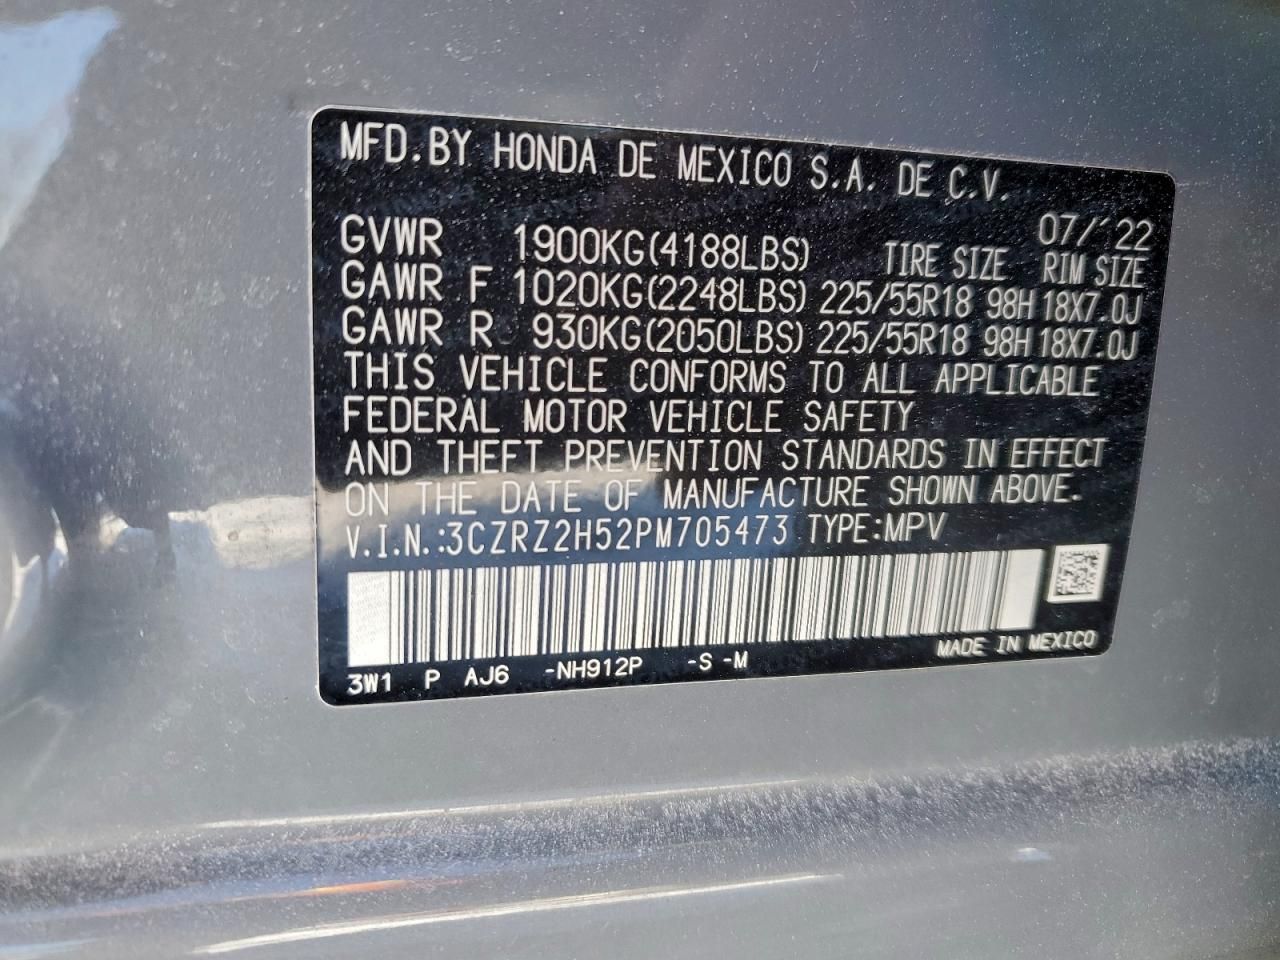 MFD.BY HONDA DE MEXICO S.A. DE C.V.
07/'22
GVWR 1900KG(4188LBS) TIRE SIZE RIM SIZE
GAWR F 1020KG(2248LBS) 225/55R18 98H 18X7.0J
GAWR R 930KG(2050LBS) 225/55R18 98H 18X7.0J
THIS VEHICLE CONFORMS TO ALL APPLICABLE
FEDERAL MOTOR VEHICLE SAFETY
AND THEFT PREVENTION STANDARDS IN EFFECT
ON THE DATE OF MANUFACTURE SHOWN ABOVE.
V.I.N.:3CZRZ2H52PM705473 TYPE:MPV
MADE IN MEXICO
3W1 P AJ6 -NH912P -S -M